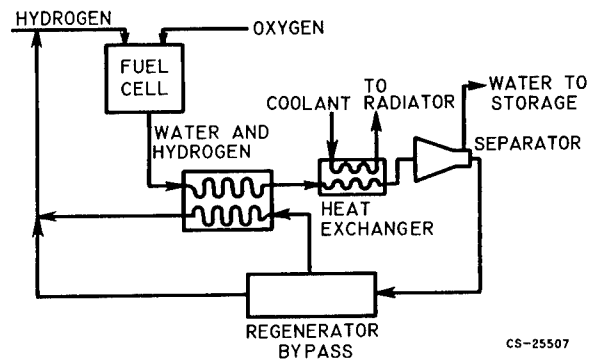 HYDROGEN
OXYGEN
FUEL
CELL
TO
COOLANT RADIATOR
WATER TO
STORAGE
WATER AND
HYDROGEN
SEPARATOR
HEAT
EXCHANGER
REGENERATOR
BYPASS
CS-25507